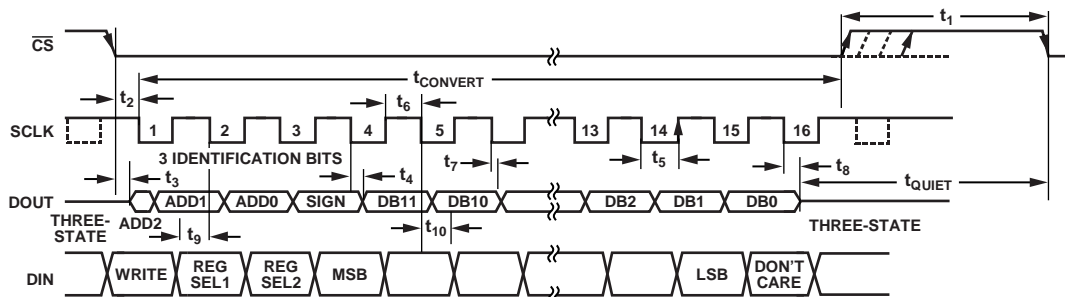 t1
CS
tCONVERT
t2
t6
SCLK
1 2 3 4 5 13 14 15 16
3 IDENTIFICATION BITS
t7
t5
t8
t3
t4
tQUIET
DOUT
ADD1 ADD0 SIGN DB11 DB10 DB2 DB1 DB0
THREE-STATE
ADD2
THREE-STATE
t9
t10
DIN
WRITE
REG SEL1
REG SEL2
MSB
LSB
DON'T CARE